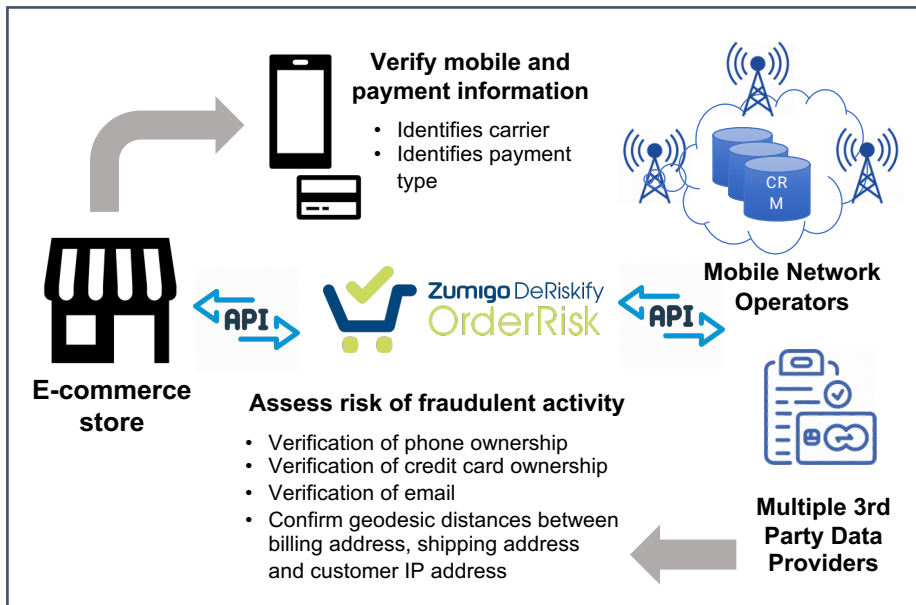 Verify mobile and
payment information
• Identifies carrier
• Identifies payment
type
CR
M
Mobile Network
Operators
E-commerce
store
API
Zumigo DeRiskify
OrderRisk
API
Assess risk of fraudulent activity
• Verification of phone ownership
• Verification of credit card ownership
• Verification of email
• Confirm geodesic distances between
billing address, shipping address
and customer IP address
Multiple 3rd
Party Data
Providers